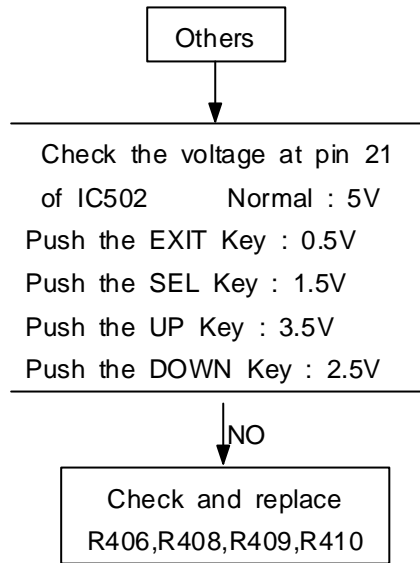 Others
Check the voltage at pin 21
of IC502 Normal : 5V
Push the EXIT Key : 0.5V
Push the SEL Key : 1.5V
Push the UP Key : 3.5V
Push the DOWN Key : 2.5V
NO
Check and replace
R406,R408,R409,R410